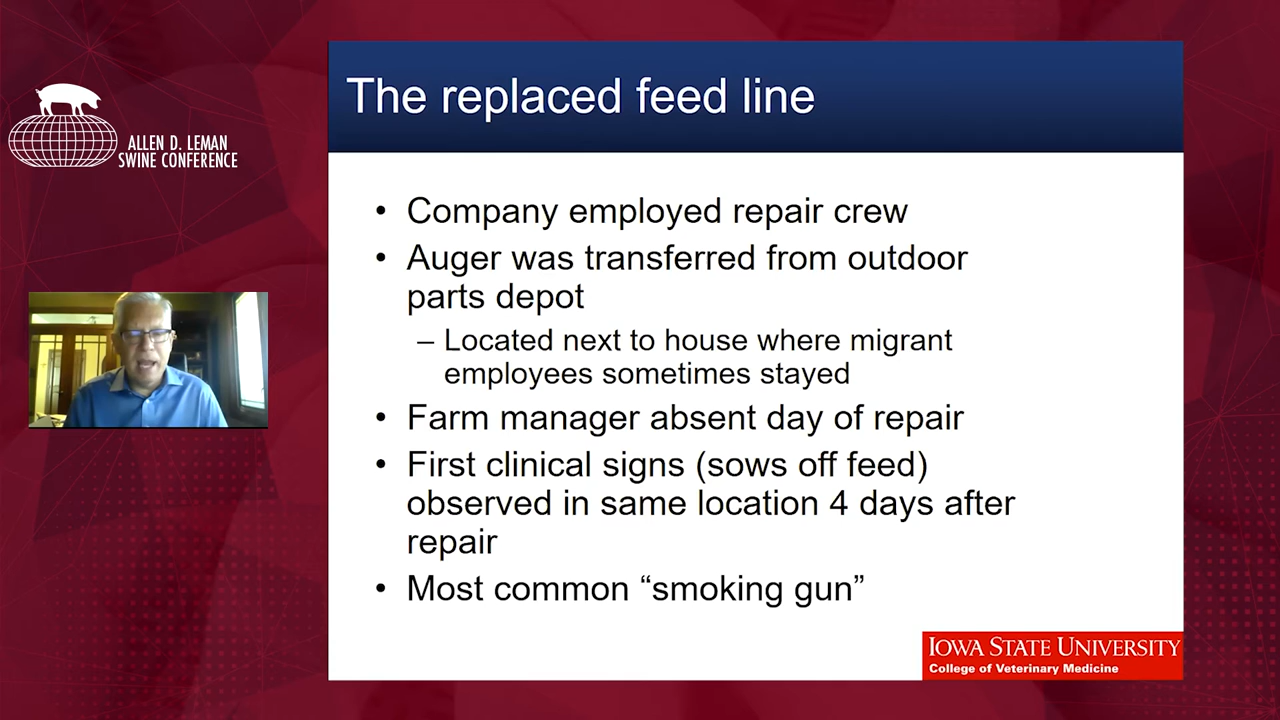 ALLEN D. LEMAN
SWINE CONFERENCE
The replaced feed line
• Company employed repair crew
• Auger was transferred from outdoor
parts depot
– Located next to house where migrant
employees sometimes stayed
• Farm manager absent day of repair
• First clinical signs (sows off feed)
observed in same location 4 days after
repair
• Most common “smoking gun”
IOWA STATE UNIVERSITY
College of Veterinary Medicine